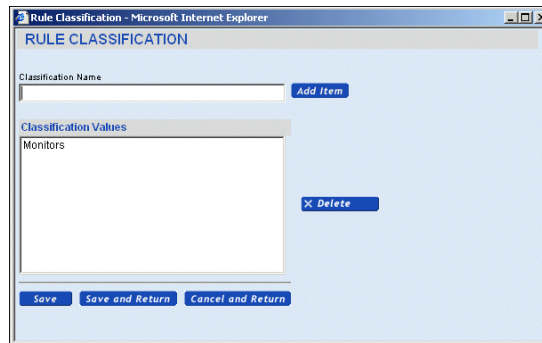 Rule Classification - Microsoft Internet Explorer
RULE CLASSIFICATION
Classification Name
Add Item
Classification Values
Monitors
Delete
Save Save and Return Cancel and Return